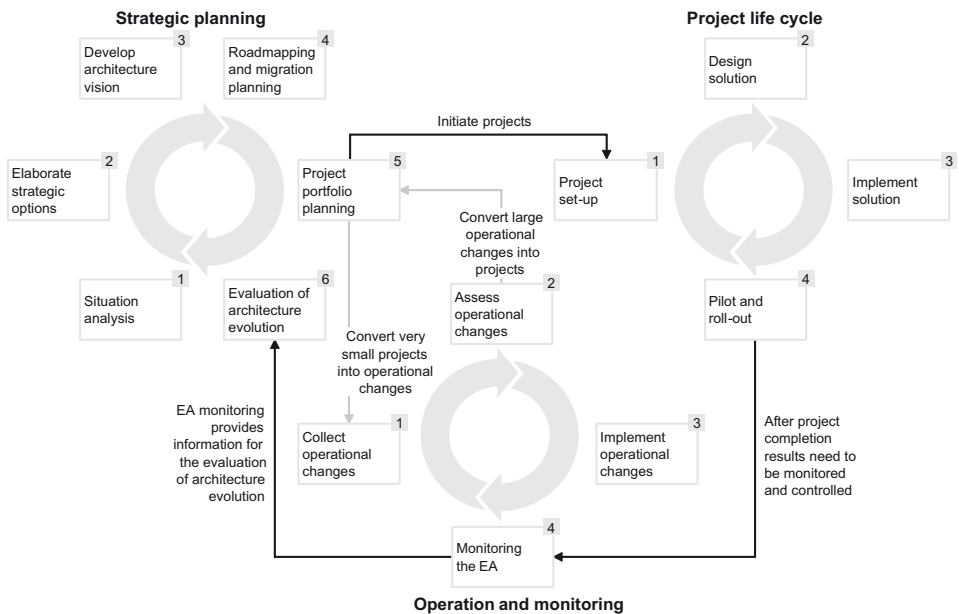 Strategic planning
Project life cycle
3
Develop
architecture
vision
4
Roadmapping
and migration
planning
2
Design
solution
Initiate projects
2
Elaborate
strategic
options
5
Project
portfolio
planning
1
Project
set-up
3
Implement
solution
Convert large
operational
changes into
projects
1
Situation
analysis
6
Evaluation of
architecture
evolution
2
Assess
operational
changes
4
Pilot and
roll-out
Convert very
small projects
into operational
changes
EA monitoring
provides
information for
the evaluation
of architecture
evolution
1
Collect
operational
changes
3
Implement
operational
changes
After project
completion
results need to
be monitored
and controlled
4
Monitoring
the EA
Operation and monitoring